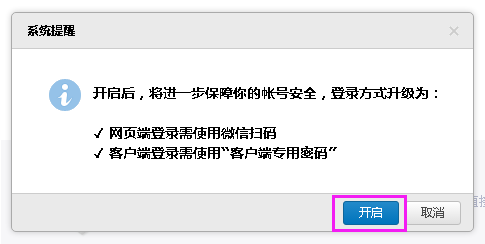 系统提醒
开启后，将进一步保障你的帐号安全，登录方式升级为：
✓ 网页端登录需使用微信扫码
✓ 客户端登录需使用“客户端专用密码”
开启 取消
直接